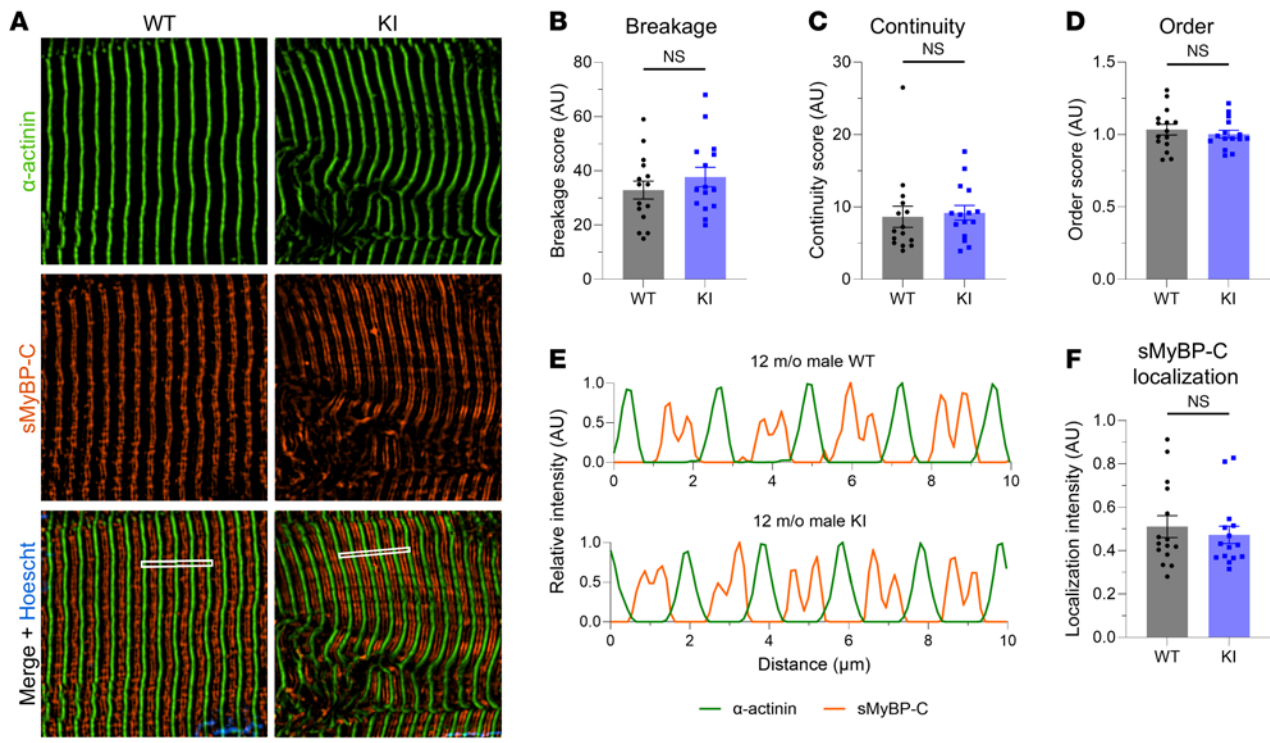 A
WT
KI
α-actinin
sMyBP-C
Merge + Hoescht
B
Breakage
NS
Breakage score (AU)
80
60
40
20
0
WT
KI
C
Continuity
NS
Continuity score (AU)
30
20
10
0
WT
KI
D
Order
NS
Order score (AU)
1.5
1.0
0.5
0.0
WT
KI
E
Relative intensity (AU)
12 m/o male WT
1.0
0.5
0.0
0 2 4 6 8 10
12 m/o male KI
1.0
0.5
0.0
0 2 4 6 8 10
Distance (μm)
α-actinin sMyBP-C
F
sMyBP-C
localization
NS
Localization intensity (AU)
1.0
0.8
0.6
0.4
0.2
0.0
WT
KI